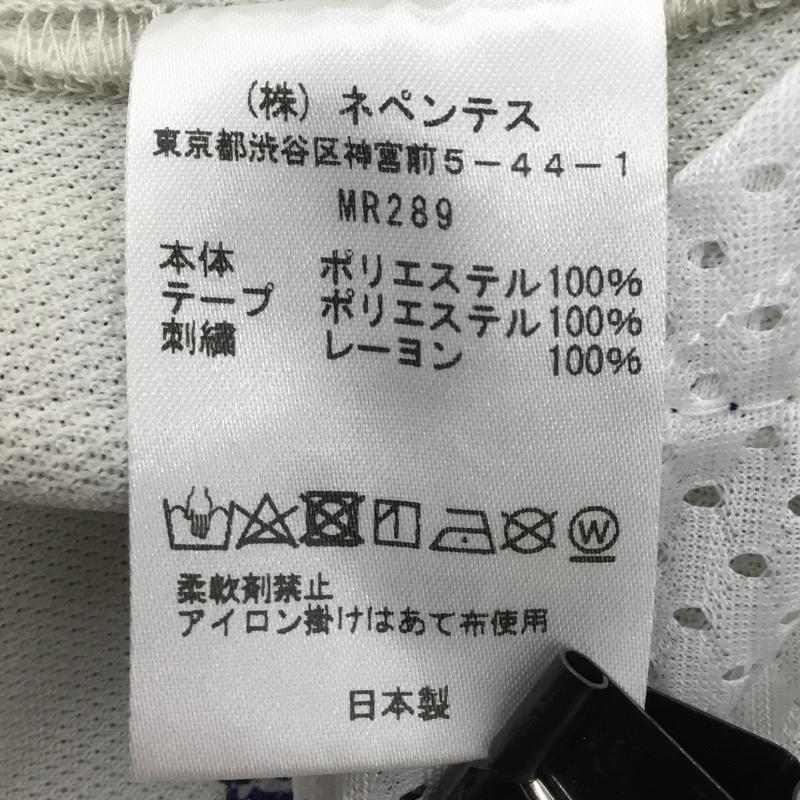 (株) ネペンテス
東京都渋谷区神宮前5-44-1
MR289
本体 ポリエステル100%
テープ ポリエステル100%
刺繍 レーヨン 100%
W
柔軟剤禁止
アイロン掛けはあて布使用
日本製